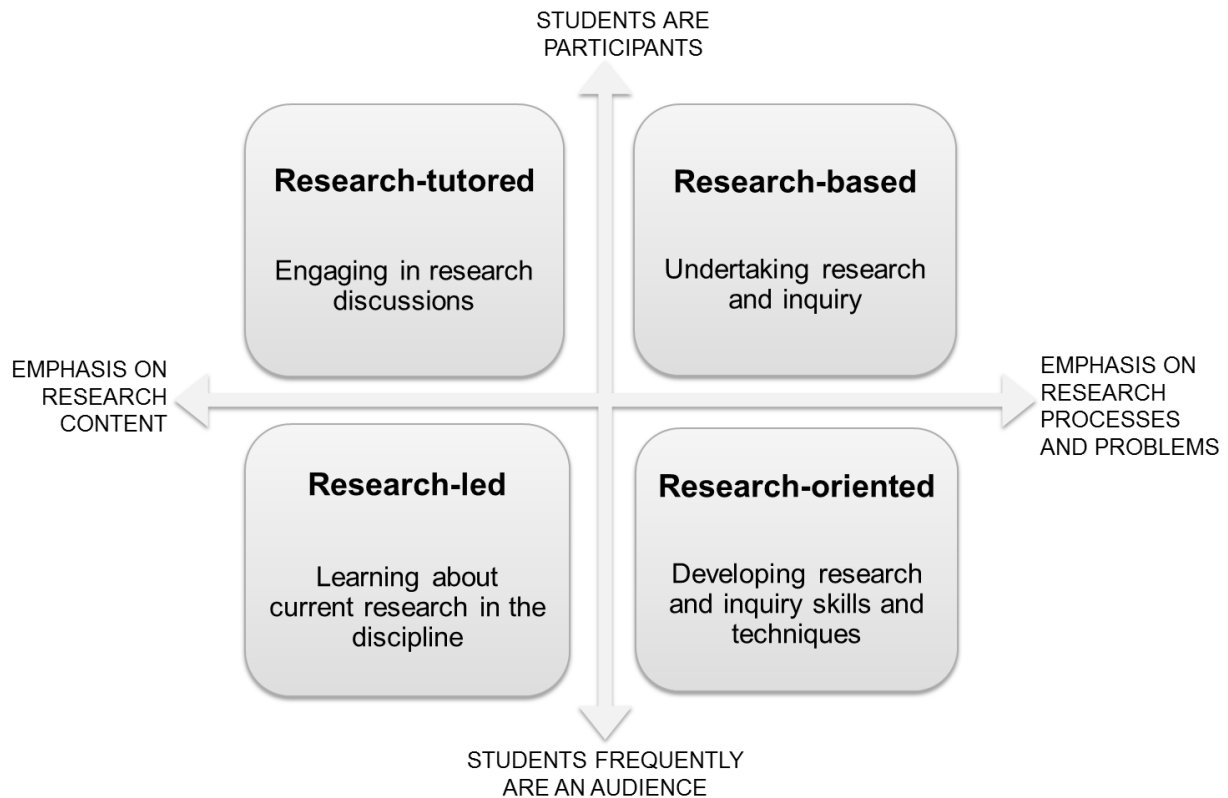 STUDENTS ARE
PARTICIPANTS
Research-tutored
Engaging in research
discussions
Research-based
Undertaking research
and inquiry
EMPHASIS ON
RESEARCH
CONTENT
EMPHASIS ON
RESEARCH
PROCESSES
AND PROBLEMS
Research-led
Learning about
current research in the
discipline
Research-oriented
Developing research
and inquiry skills and
techniques
STUDENTS FREQUENTLY
ARE AN AUDIENCE